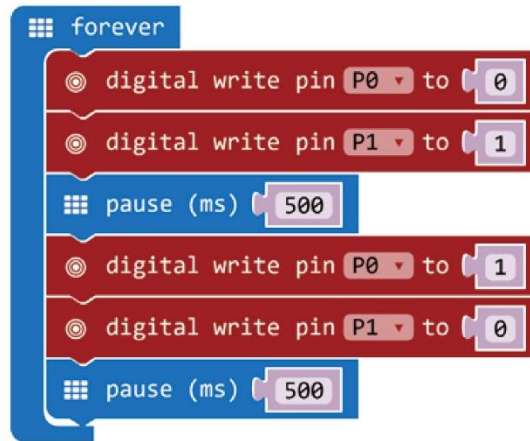 forever
digital write pin P0 to 0
digital write pin P1 to 1
pause (ms) 500
digital write pin P0 to 1
digital write pin P1 to 0
pause (ms) 500